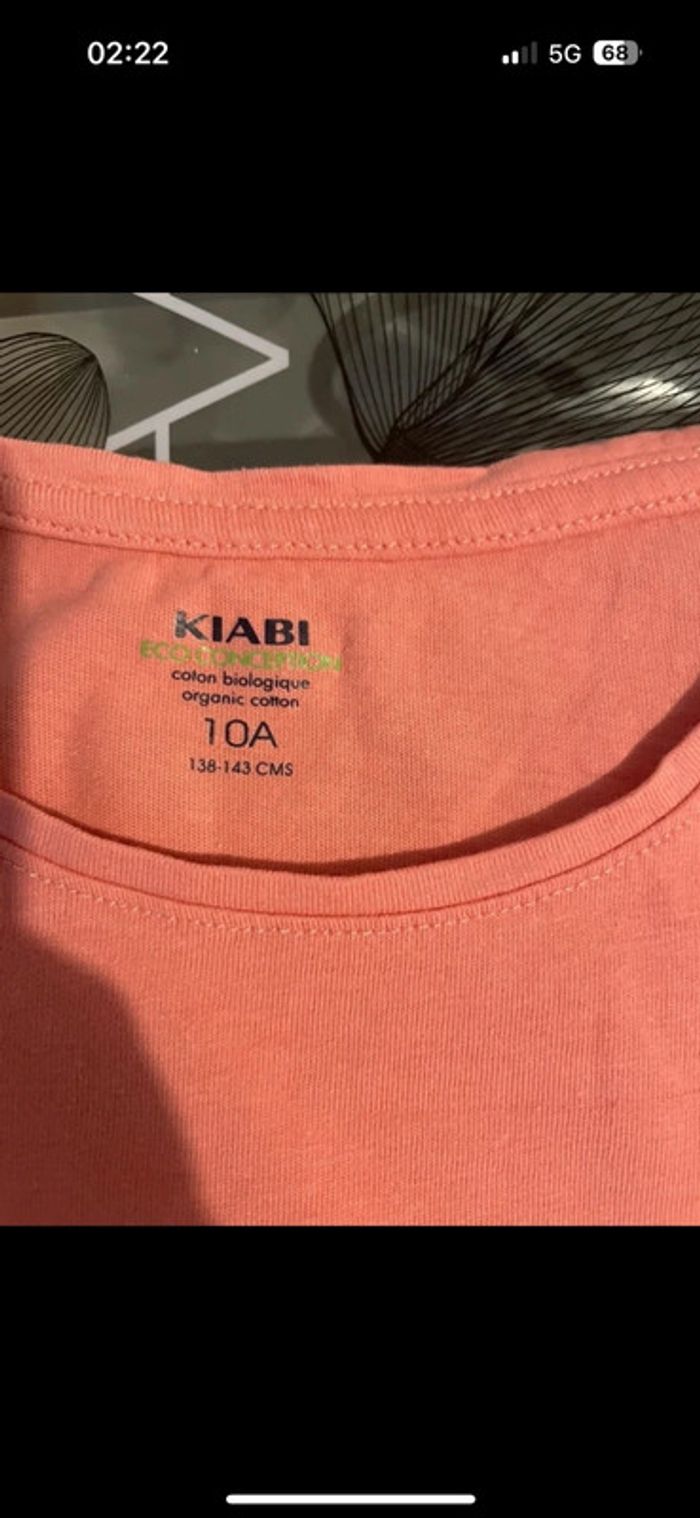 02:22 5G 68
KIABI
ECO CONCEPTION
coton biologique
organic cotton
10A
138-143 CMS